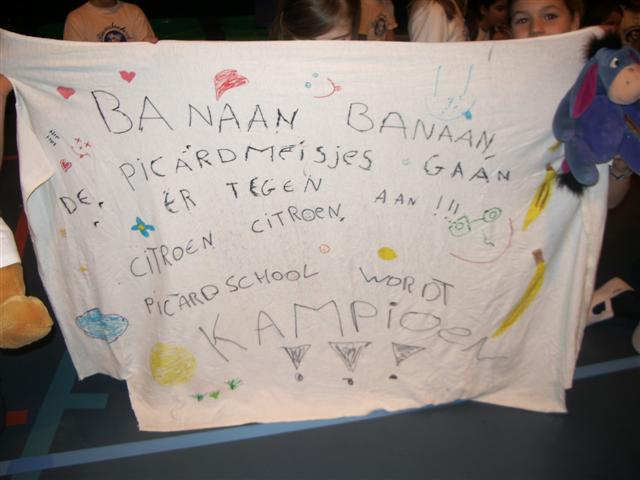 BANAAN BANAAN,
DE PICARDMEISJES GAAN
ER TEGEN AAN!!!
CITROEN CITROEN,
PICARDSCHOOL WORDT
KAMPIOEN!!!